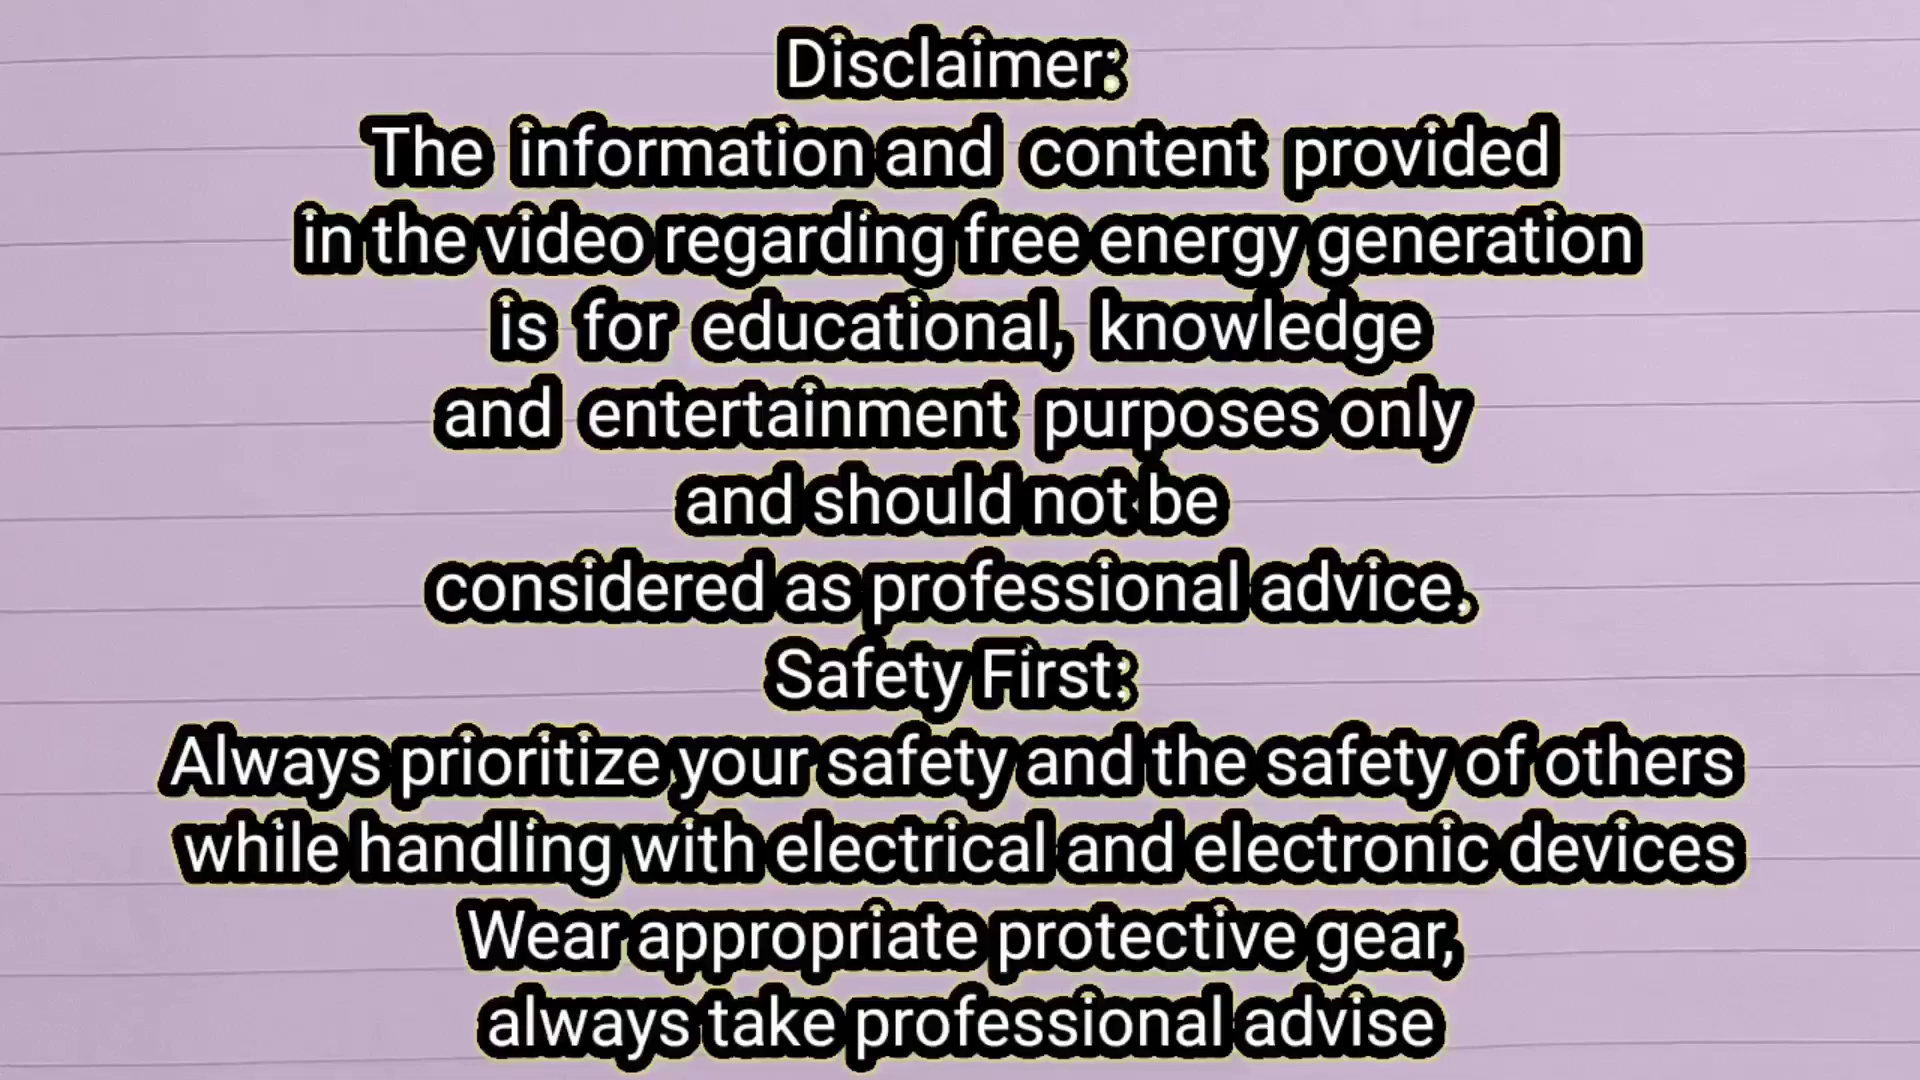 Disclaimer:
The information and content provided
in the video regarding free energy generation
is for educational, knowledge
and entertainment purposes only
and should not be
considered as professional advice.
Safety First:
Always prioritize your safety and the safety of others
while handling with electrical and electronic devices
Wear appropriate protective gear,
always take professional advise